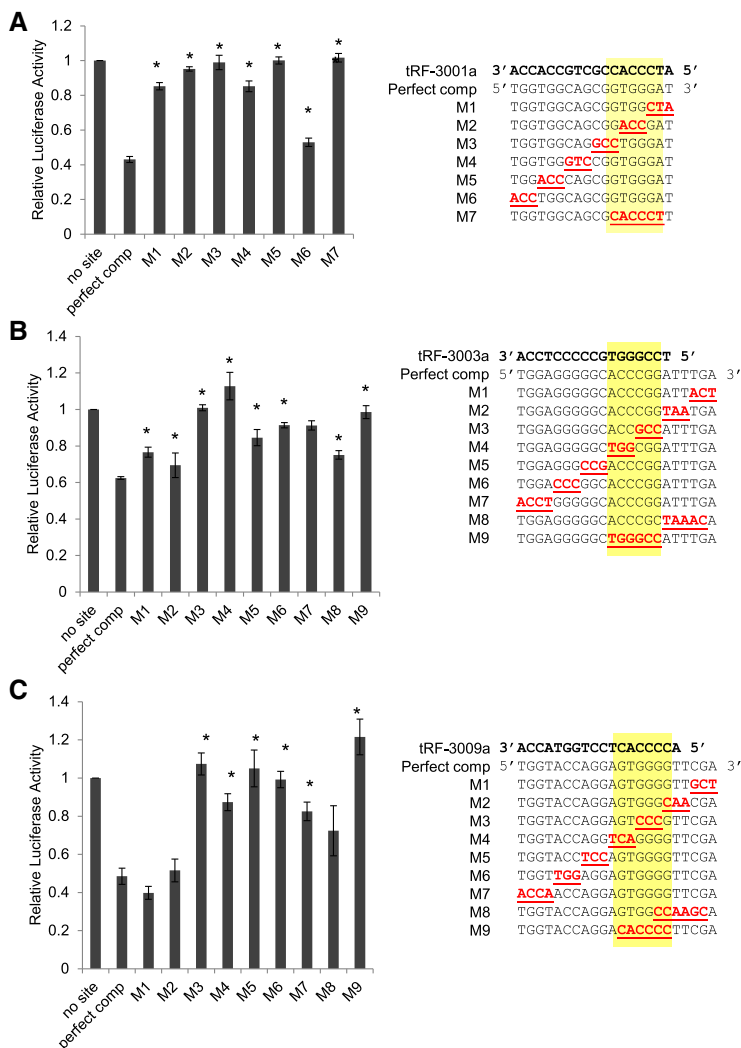 A
Relative Luciferase Activity
1.2
1
0.8
0.6
0.4
0.2
0
* * * * * * *
no site
perfect comp
M1
M2
M3
M4
M5
M6
M7
tRF-3001a 3′ACCACCGTCGCCACCCTA 5′
Perfect comp 5′TGGTGGCAGCGGTGGGAT 3′
M1 TGGTGGCAGCGGTGGCTA
M2 TGGTGGCAGCGGACCGAT
M3 TGGTGGCAGGCCTGGGAT
M4 TGGTGGGTCCGGTGGGAT
M5 TGGACCCAGCGGTGGGAT
M6 ACCTGGCAGCGGTGGGAT
M7 TGGTGGCAGCGCACCCTT
B
Relative Luciferase Activity
1.4
1.2
1
0.8
0.6
0.4
0.2
0
* * * * * * * *
no site
perfect comp
M1
M2
M3
M4
M5
M6
M7
M8
M9
tRF-3003a 3′ACCTCCCCCGTGGGCCT 5′
Perfect comp 5′TGGAGGGGGCACCCGGATTTGA 3′
M1 TGGAGGGGGCACCCGGATTACT
M2 TGGAGGGGGCACCCGGTAATGA
M3 TGGAGGGGGCACCGCCATTTGA
M4 TGGAGGGGGCTGGCGGATTTGA
M5 TGGAGGGCCGACCCGGATTTGA
M6 TGGACCCGGCACCCGGATTTGA
M7 ACCTGGGGGCACCCGGATTTGA
M8 TGGAGGGGGCACCCGCTAAACA
M9 TGGAGGGGGCTGGGCCATTTGA
C
Relative Luciferase Activity
1.4
1.2
1
0.8
0.6
0.4
0.2
0
* * * * * *
no site
perfect comp
M1
M2
M3
M4
M5
M6
M7
M8
M9
tRF-3009a 3′ACCATGGTCCTCACCCCA 5′
Perfect comp 5′TGGTACCAGGAGTGGGGTTCGA 3′
M1 TGGTACCAGGAGTGGGGTTGCT
M2 TGGTACCAGGAGTGGGCAACGA
M3 TGGTACCAGGAGTCCCGTTCGA
M4 TGGTACCAGGTCAGGGGTTCGA
M5 TGGTACCTCCAGTGGGGTTCGA
M6 TGGTTGGAGGAGTGGGGTTCGA
M7 ACCAACCAGGAGTGGGGTTCGA
M8 TGGTACCAGGAGTGGCCAAGCA
M9 TGGTACCAGGACACCCCTTCGA